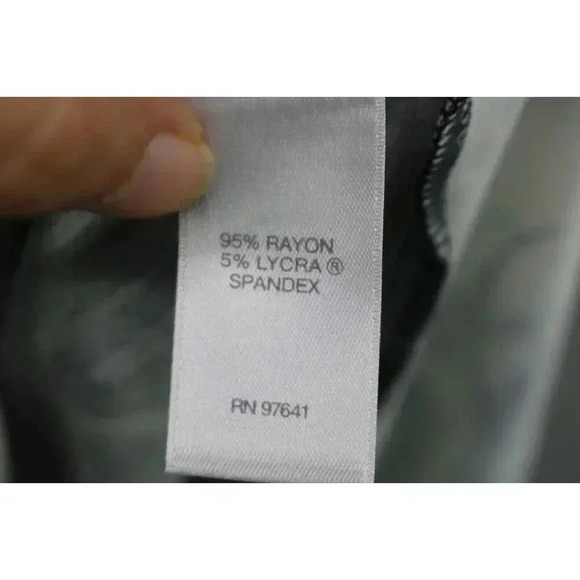 95% RAYON
5% LYCRA ®
SPANDEX
RN 97641